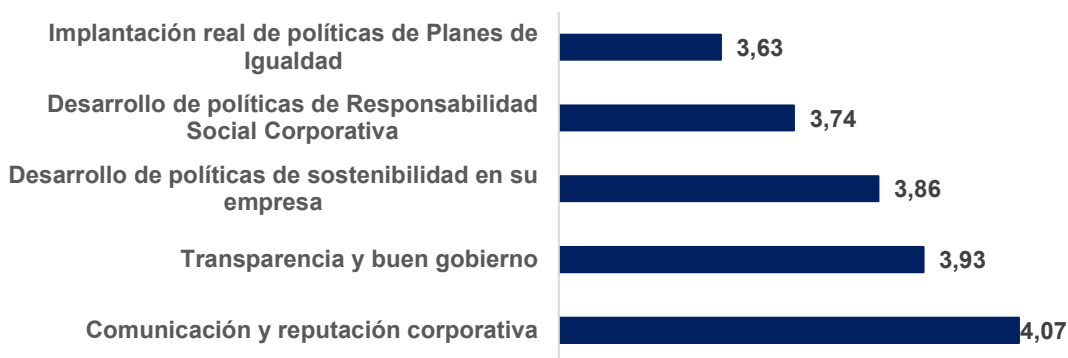 Implantación real de políticas de Planes de
Igualdad
3,63
Desarrollo de políticas de Responsabilidad
Social Corporativa
3,74
Desarrollo de políticas de sostenibilidad en su
empresa
3,86
Transparencia y buen gobierno
3,93
Comunicación y reputación corporativa
4,07